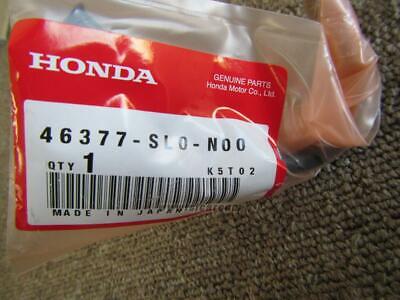 HONDA
GENUINE PARTS
Honda Motor Co., Ltd.
46377-SL0-N00
QTY 1
K5T02
MADE IN JAPAN